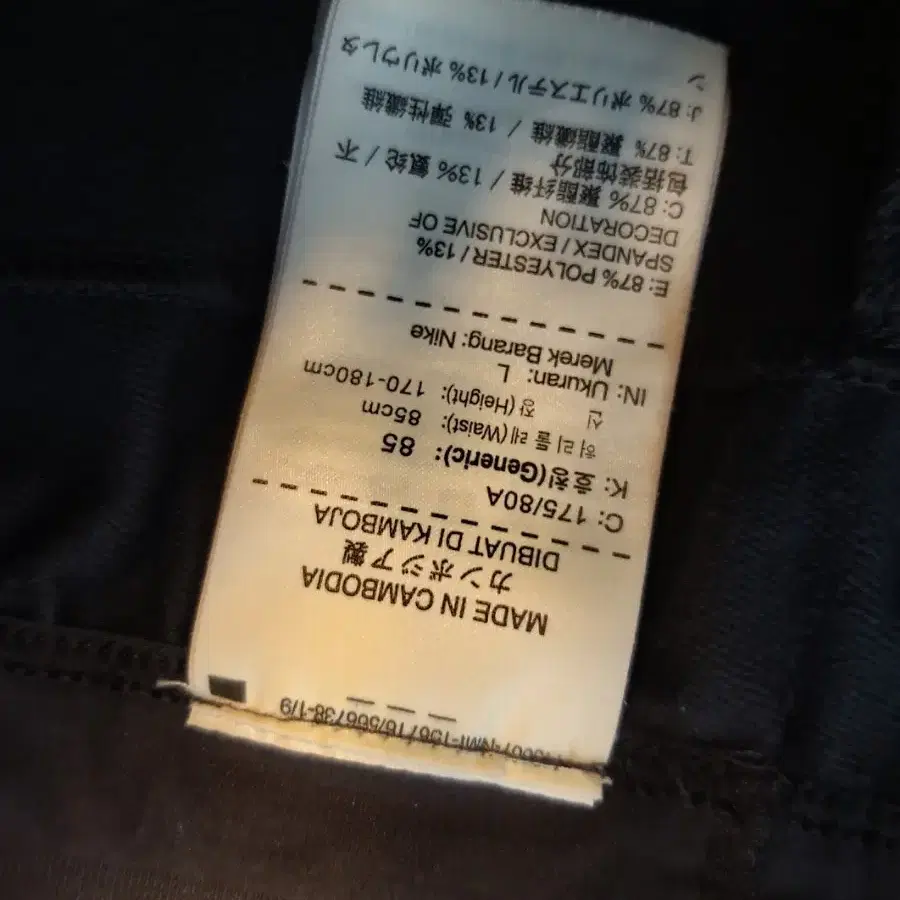 MADE IN CAMBODIA
カンボジア製
DIBUAT DI KAMBOJA
C: 175/80A
K: 호칭(Generic): 85
허리둘레(Waist): 85cm
신 장(Height): 170-180cm
IN: Ukuran: L
Merek Barang: Nike
E: 87% POLYESTER / 13%
SPANDEX / EXCLUSIVE OF
DECORATION
C: 87% 聚酯纤维 / 13% 氨纶 / 不
包括装饰部分
T: 87% 聚酯纖維 / 13% 彈性纖維
J: 87% ポリエステル / 13% ポリウレタ
ン